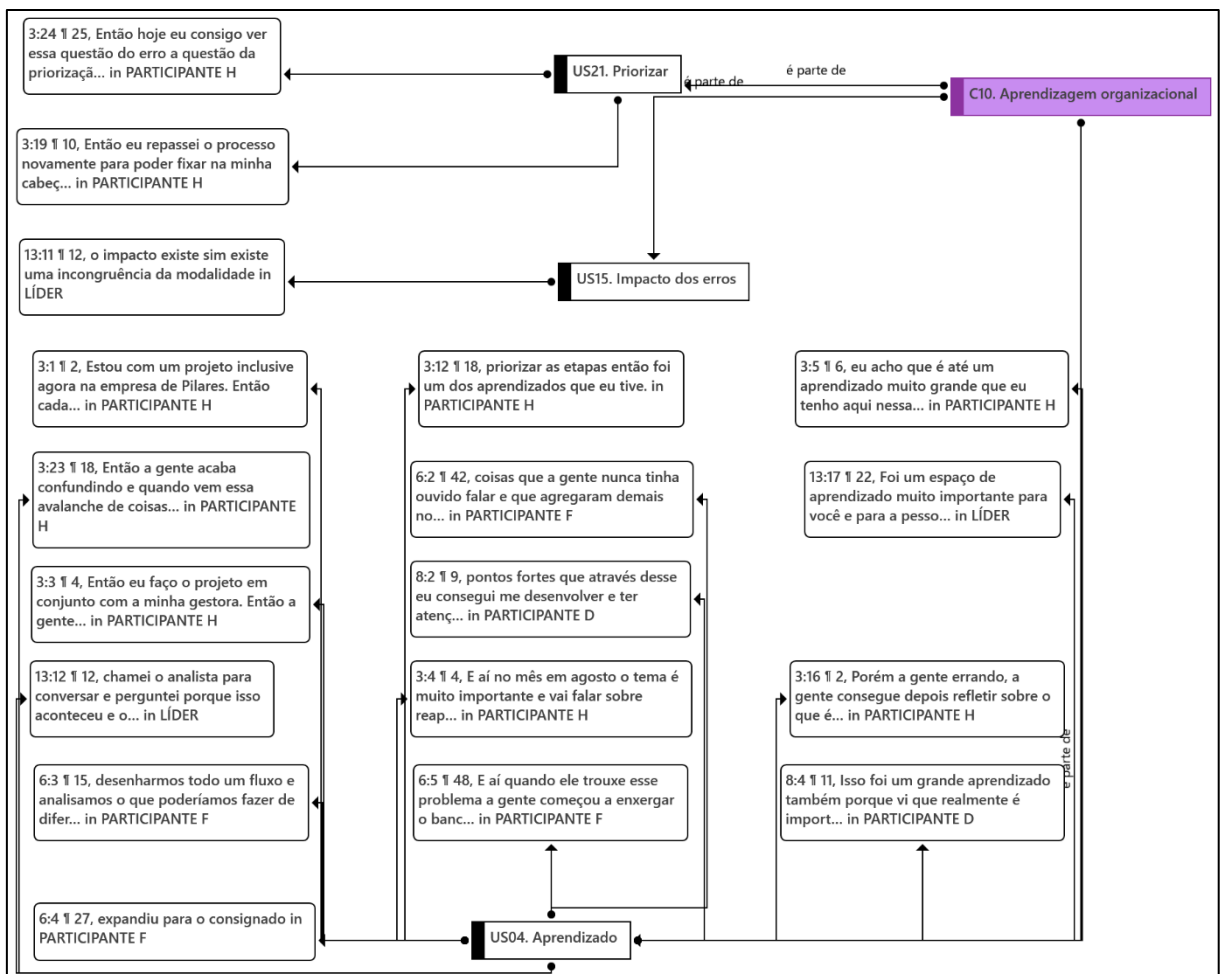 3:24 ¶ 25, Então hoje eu consigo ver
essa questão do erro a questão da
priorizaçã... in PARTICIPANTE H
US21. Priorizar
é parte de
é parte de
C10. Aprendizagem organizacional
3:19 ¶ 10, Então eu repassei o processo
novamente para poder fixar na minha
cabeç... in PARTICIPANTE H
13:11 ¶ 12, o impacto existe sim existe
uma incongruência da modalidade in
LÍDER
US15. Impacto dos erros
3:1 ¶ 2, Estou com um projeto inclusive
agora na empresa de Pilares. Então
cada... in PARTICIPANTE H
3:12 ¶ 18, priorizar as etapas então foi
um dos aprendizados que eu tive. in
PARTICIPANTE H
3:5 ¶ 6, eu acho que é até um
aprendizado muito grande que eu
tenho aqui nessa... in PARTICIPANTE H
3:23 ¶ 18, Então a gente acaba
confundindo e quando vem essa
avalanche de coisas... in PARTICIPANTE
H
6:2 ¶ 42, coisas que a gente nunca tinha
ouvido falar e que agregaram demais
no... in PARTICIPANTE F
13:17 ¶ 22, Foi um espaço de
aprendizado muito importante para
você e para a pesso... in LÍDER
3:3 ¶ 4, Então eu faço o projeto em
conjunto com a minha gestora. Então a
gente... in PARTICIPANTE H
8:2 ¶ 9, pontos fortes que através desse
eu consegui me desenvolver e ter
atenç... in PARTICIPANTE D
13:12 ¶ 12, chamei o analista para
conversar e perguntei porque isso
aconteceu e o... in LÍDER
3:4 ¶ 4, E aí no mês em agosto o tema é
muito importante e vai falar sobre
reap... in PARTICIPANTE H
3:16 ¶ 2, Porém a gente errando, a
gente consegue depois refletir sobre o
que é... in PARTICIPANTE H
é parte de
6:3 ¶ 15, desenharmos todo um fluxo e
analisamos o que poderíamos fazer de
difer... in PARTICIPANTE F
6:5 ¶ 48, E aí quando ele trouxe esse
problema a gente começou a enxergar
o banc... in PARTICIPANTE F
8:4 ¶ 11, Isso foi um grande aprendizado
também porque vi que realmente é
import... in PARTICIPANTE D
6:4 ¶ 27, expandiu para o consignado in
PARTICIPANTE F
US04. Aprendizado